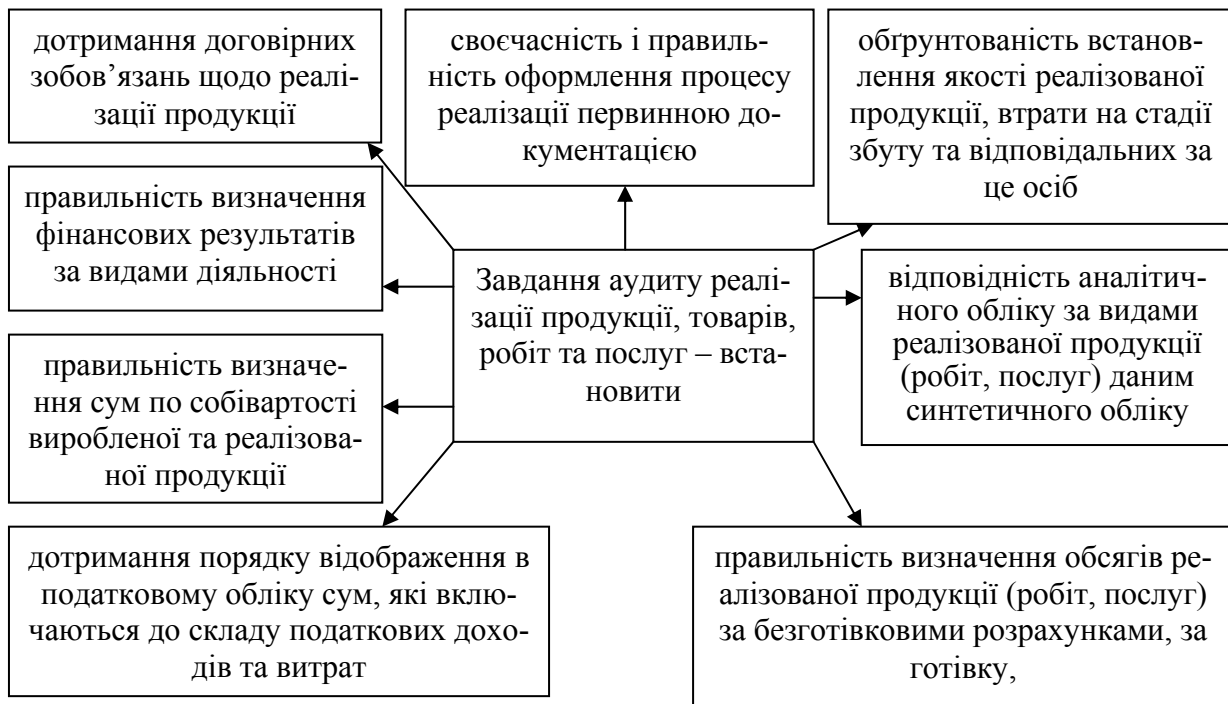 дотримання договірних
зобов’язань щодо реалі-
зації продукції
своєчасність і правиль-
ність оформлення процесу
реалізації первинною до-
кументацією
обґрунтованість встанов-
лення якості реалізованої
продукції, втрати на стадії
збуту та відповідальних за
це осіб
правильність визначення
фінансових результатів
за видами діяльності
Завдання аудиту реалі-
зації продукції, товарів,
робіт та послуг – вста-
новити
відповідність аналітич-
ного обліку за видами
реалізованої продукції
(робіт, послуг) даним
синтетичного обліку
правильність визначе-
ння сум по собівартості
виробленої та реалізова-
ної продукції
дотримання порядку відображення в
податковому обліку сум, які вклю-
чаються до складу податкових дохо-
дів та витрат
правильність визначення обсягів ре-
алізованої продукції (робіт, послуг)
за безготівковими розрахунками, за
готівку,